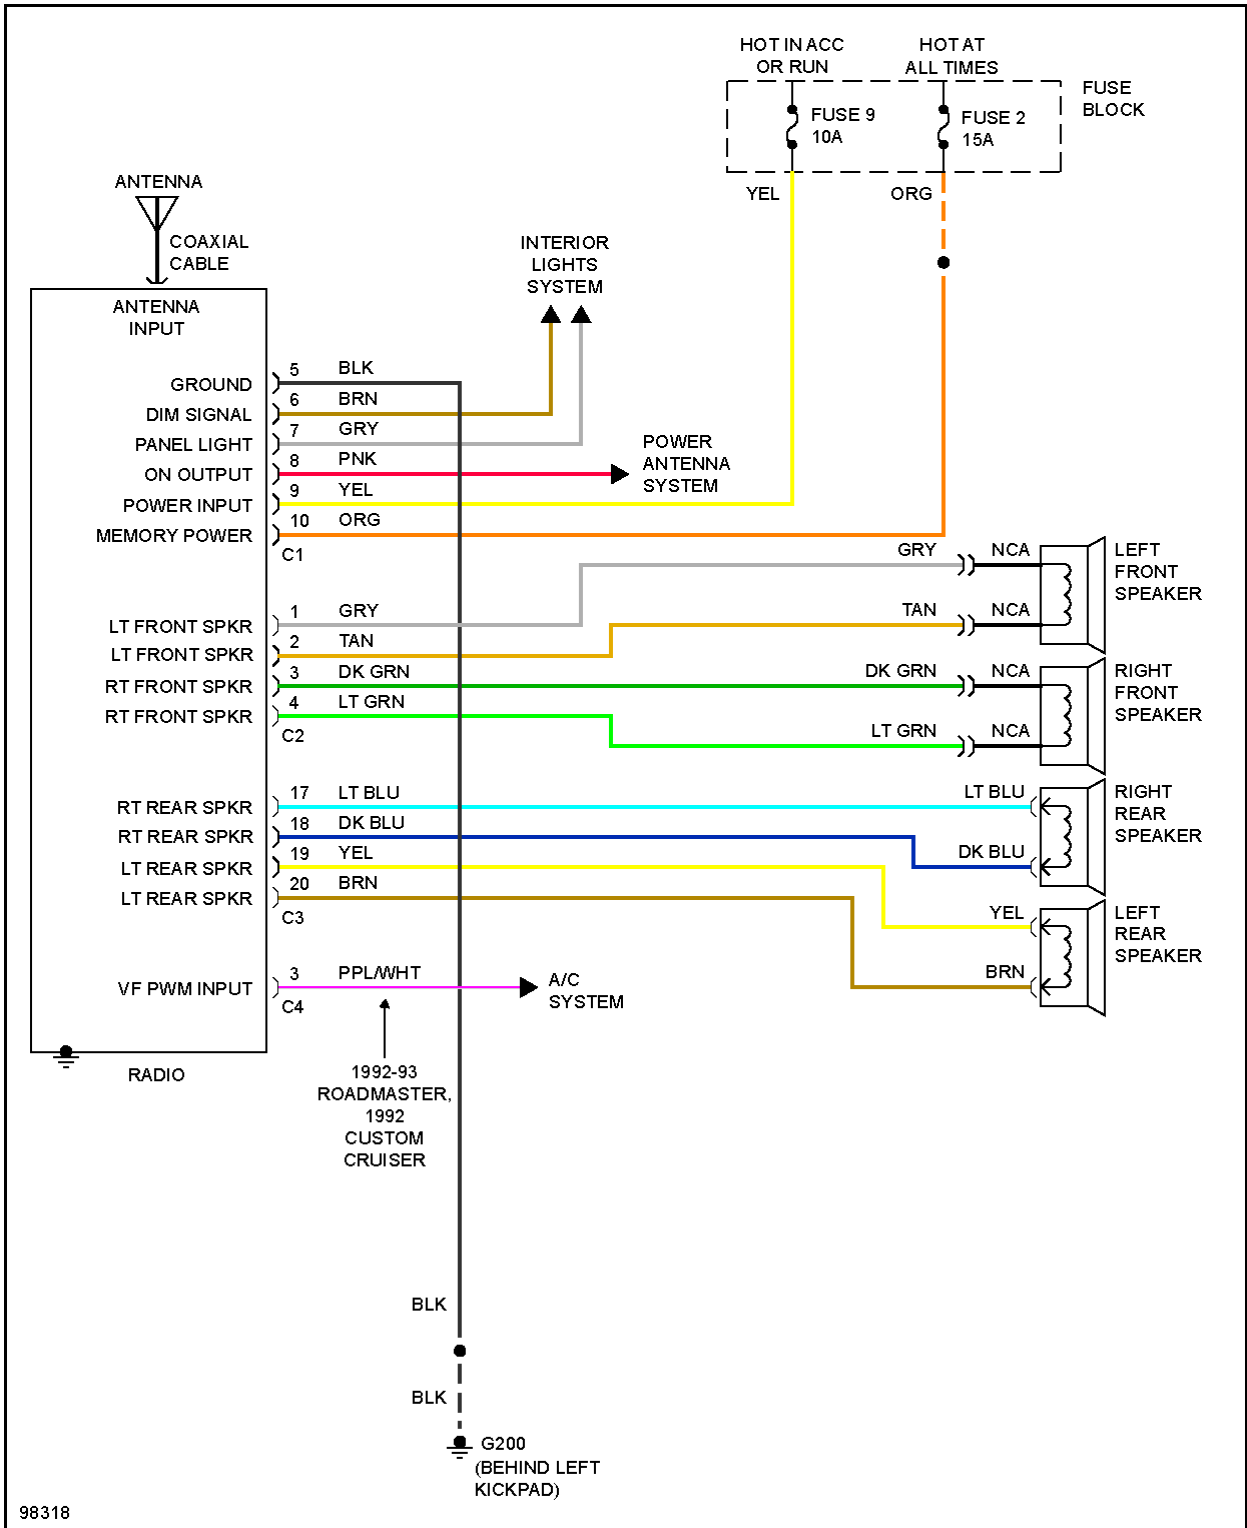 HOT IN ACC
OR RUN
HOT AT
ALL TIMES
FUSE
BLOCK
FUSE 9
10A
FUSE 2
15A
YEL
ORG
ANTENNA
COAXIAL
CABLE
INTERIOR
LIGHTS
SYSTEM
ANTENNA
INPUT
GROUND
5
BLK
DIM SIGNAL
6
BRN
PANEL LIGHT
7
GRY
ON OUTPUT
8
PNK
POWER
ANTENNA
SYSTEM
POWER INPUT
9
YEL
MEMORY POWER
10
ORG
C1
LT FRONT SPKR
1
GRY
LT FRONT SPKR
2
TAN
RT FRONT SPKR
3
DK GRN
RT FRONT SPKR
4
LT GRN
C2
GRY
NCA
TAN
NCA
LEFT
FRONT
SPEAKER
DK GRN
NCA
LT GRN
NCA
RIGHT
FRONT
SPEAKER
RT REAR SPKR
17
LT BLU
RT REAR SPKR
18
DK BLU
LT REAR SPKR
19
YEL
LT REAR SPKR
20
BRN
C3
LT BLU
DK BLU
RIGHT
REAR
SPEAKER
YEL
BRN
LEFT
REAR
SPEAKER
VF PWM INPUT
3
PPL/WHT
C4
A/C
SYSTEM
RADIO
1992-93
ROADMASTER,
1992
CUSTOM
CRUISER
BLK
BLK
G200
(BEHIND LEFT
KICKPAD)
98318